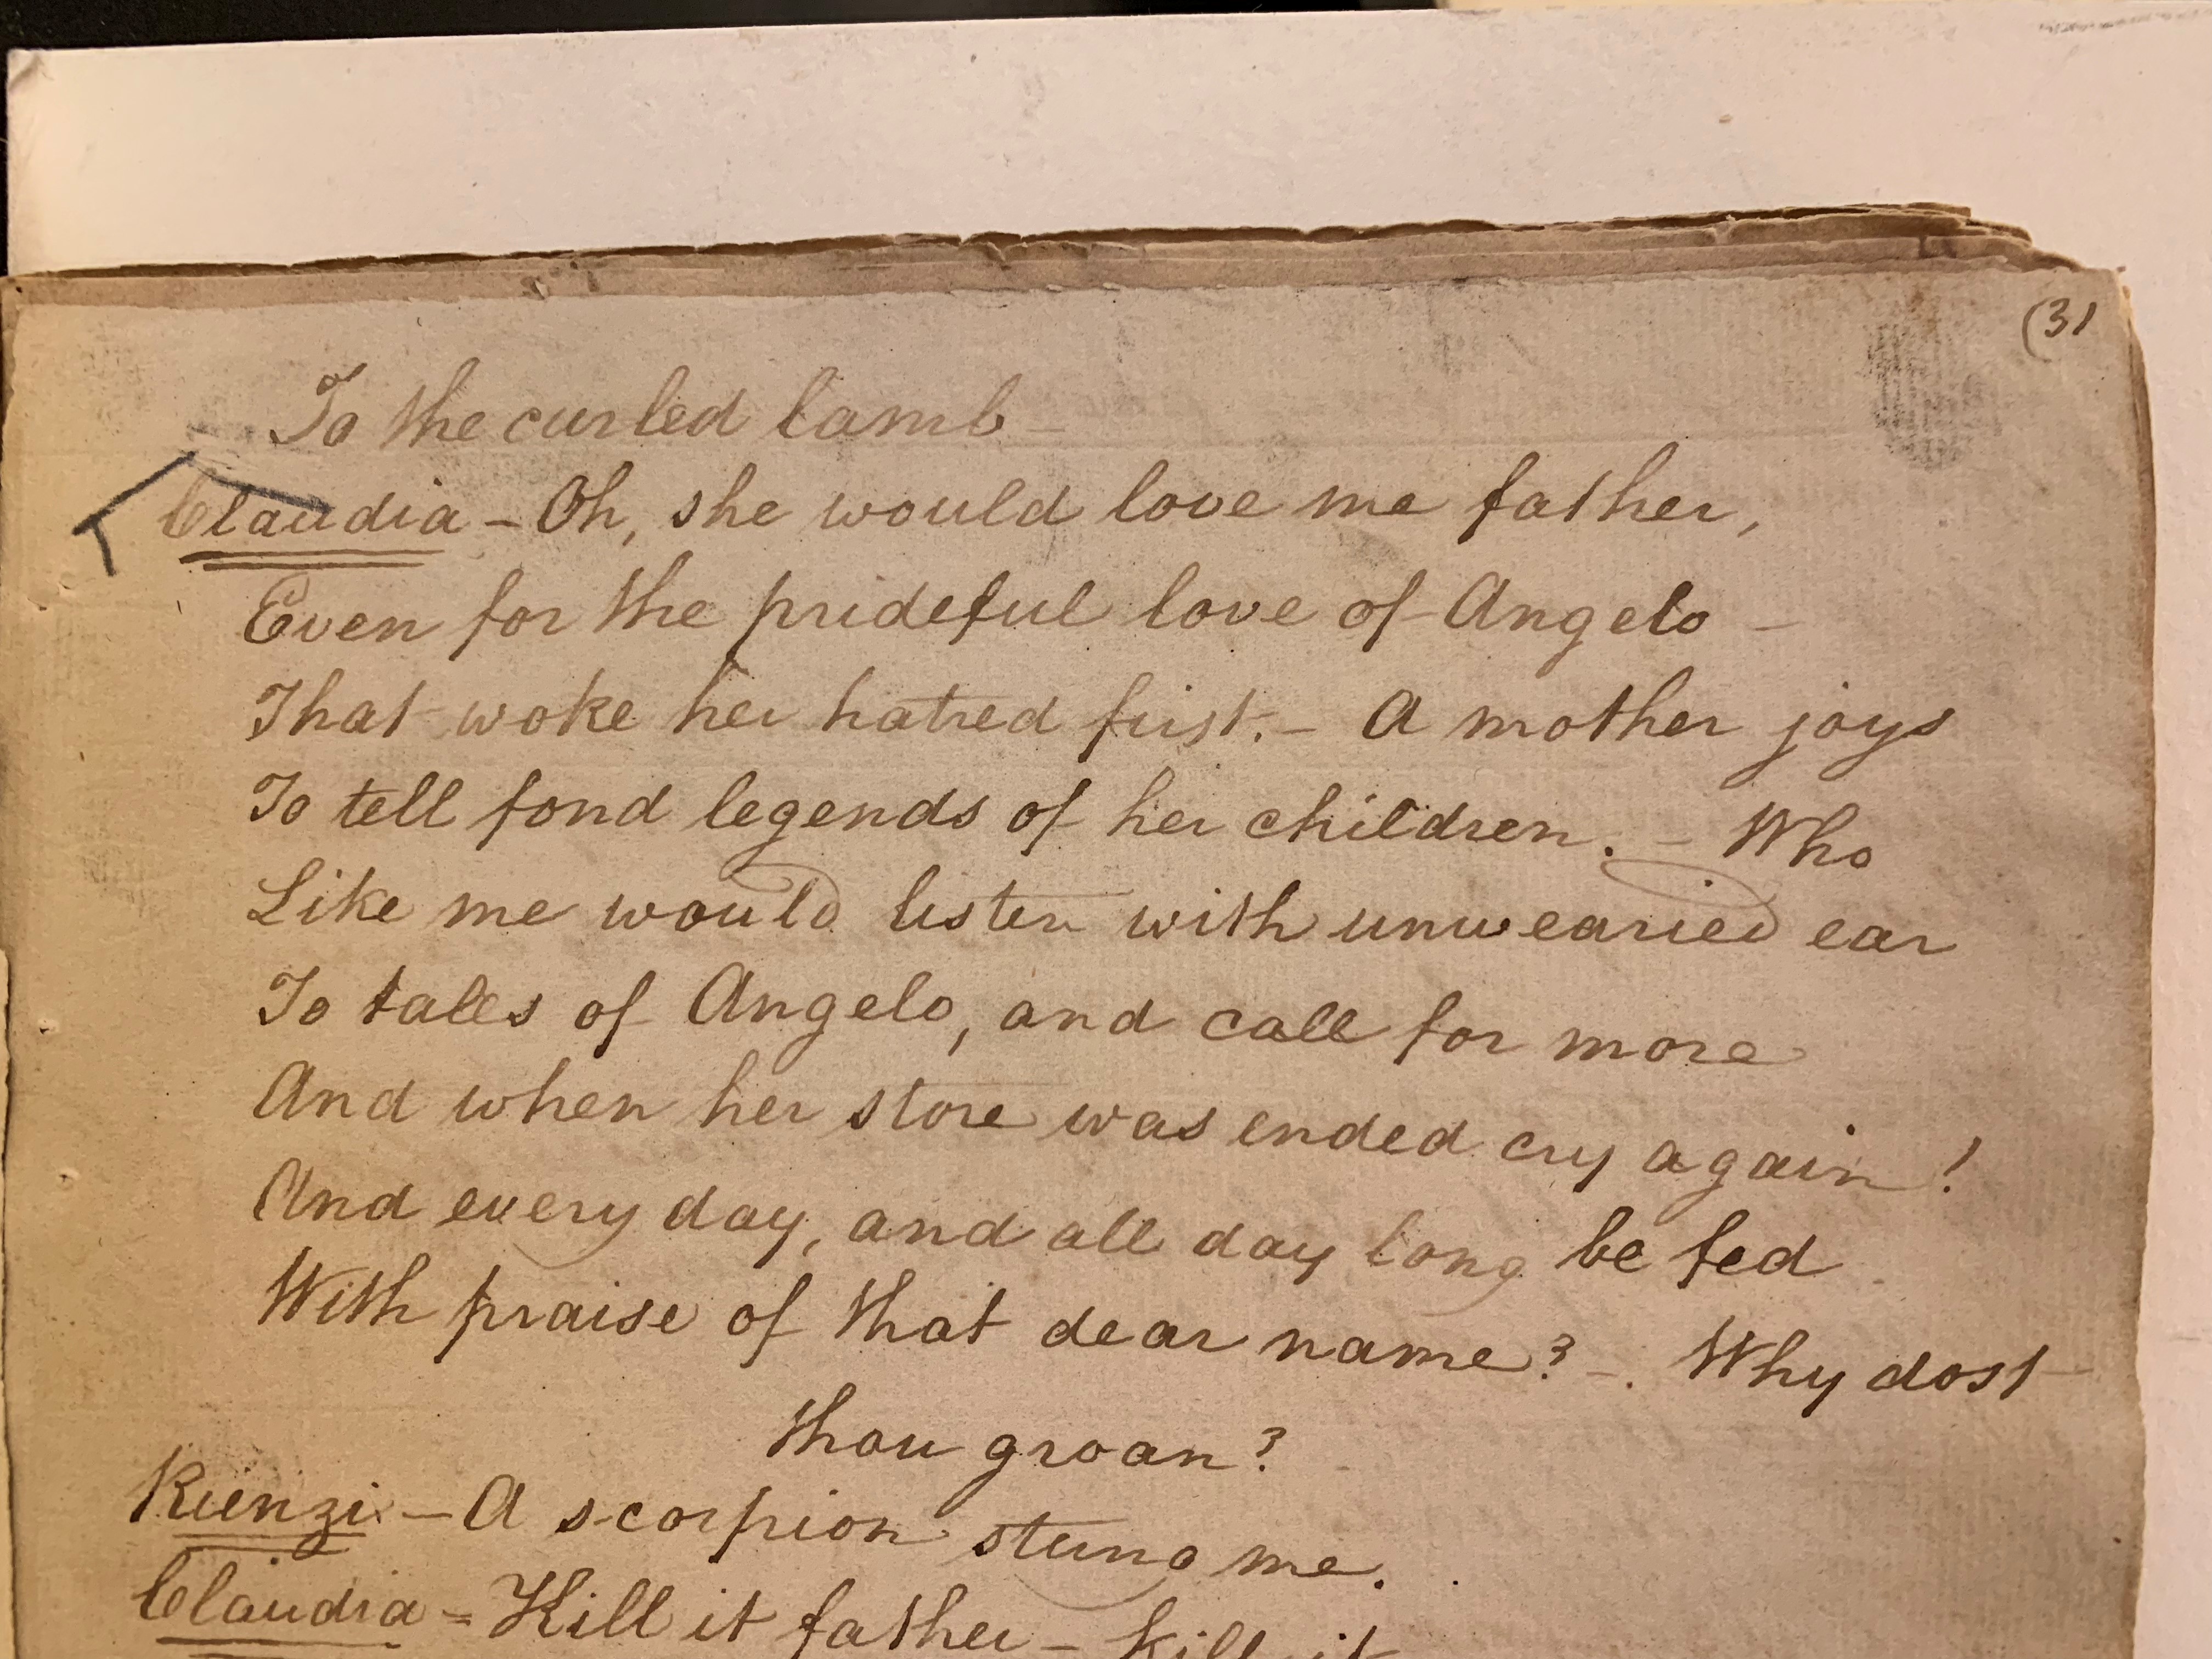 (31
To the curled lamb -
Claudia - Oh, she would love me father,
Even for the prideful love of Angelo -
That woke her hatred first. - A mother joys
To tell fond legends of her children. - Who
Like me would listen with unwearied ear
To tales of Angelo, and call for more
And when her store was ended cry again!
And every day, and all day long be fed
With praise of that dear name? -. Why dost
thou groan?
Rienzi - A scorpion stung me.
Claudia = Kill it father - kill it